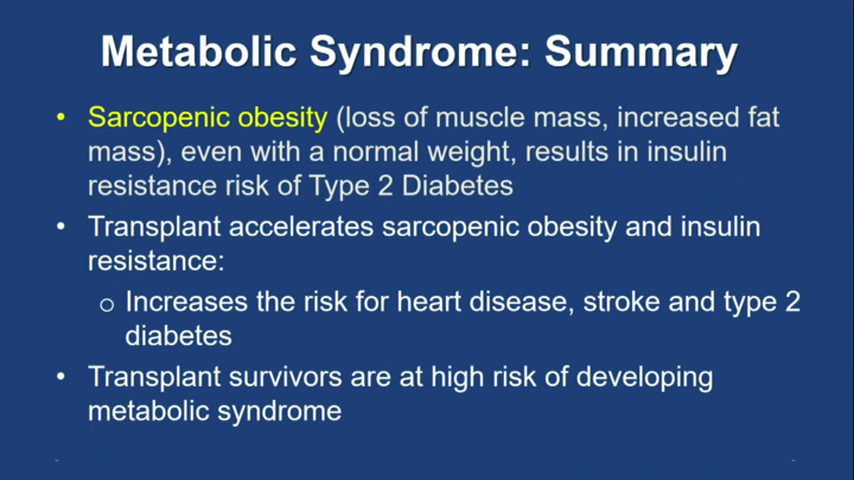 Metabolic Syndrome: Summary
• Sarcopenic obesity (loss of muscle mass, increased fat
mass), even with a normal weight, results in insulin
resistance risk of Type 2 Diabetes
• Transplant accelerates sarcopenic obesity and insulin
resistance:
o Increases the risk for heart disease, stroke and type 2
diabetes
• Transplant survivors are at high risk of developing
metabolic syndrome